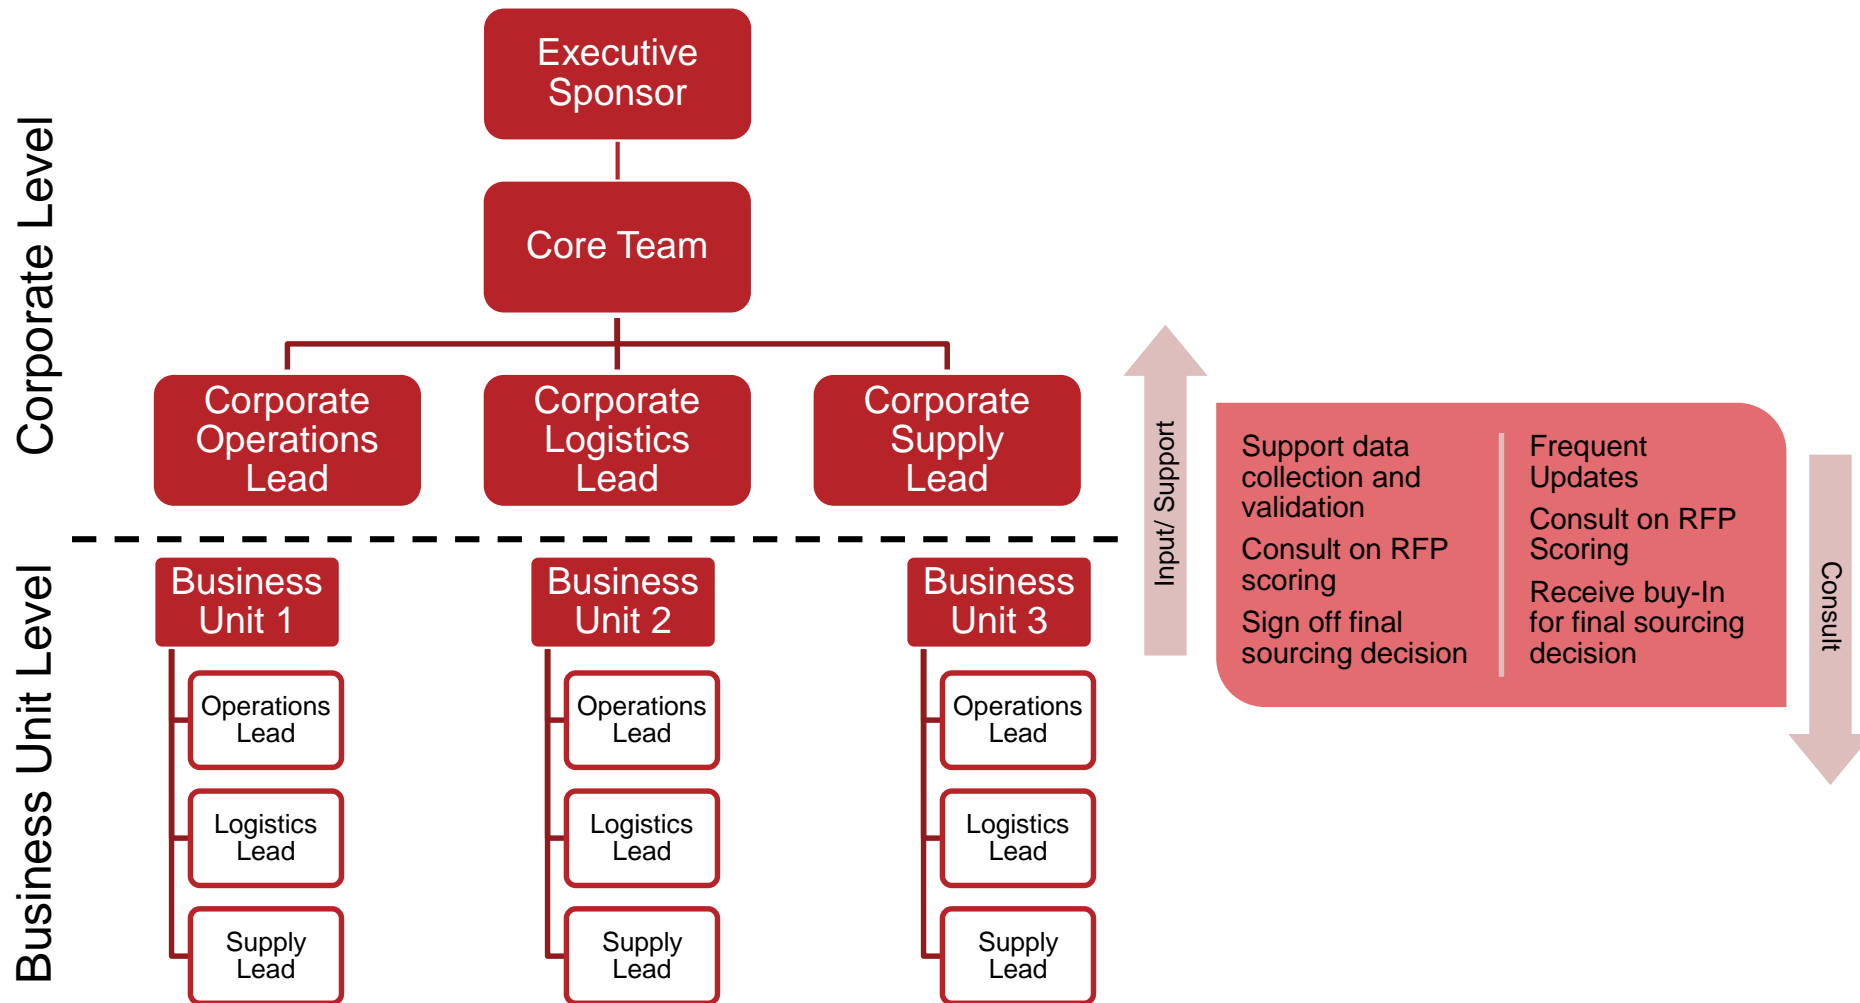 Corporate Level
Executive
Sponsor
Core Team
Corporate
Operations
Lead
Corporate
Logistics
Lead
Corporate
Supply
Lead
Business Unit Level
Business
Unit 1
Operations
Lead
Logistics
Lead
Supply
Lead
Business
Unit 2
Operations
Lead
Logistics
Lead
Supply
Lead
Business
Unit 3
Operations
Lead
Logistics
Lead
Supply
Lead
Input/ Support
Support data
collection and
validation
Consult on RFP
scoring
Sign off final
sourcing decision
Frequent
Updates
Consult on RFP
Scoring
Receive buy-In
for final sourcing
decision
Consult